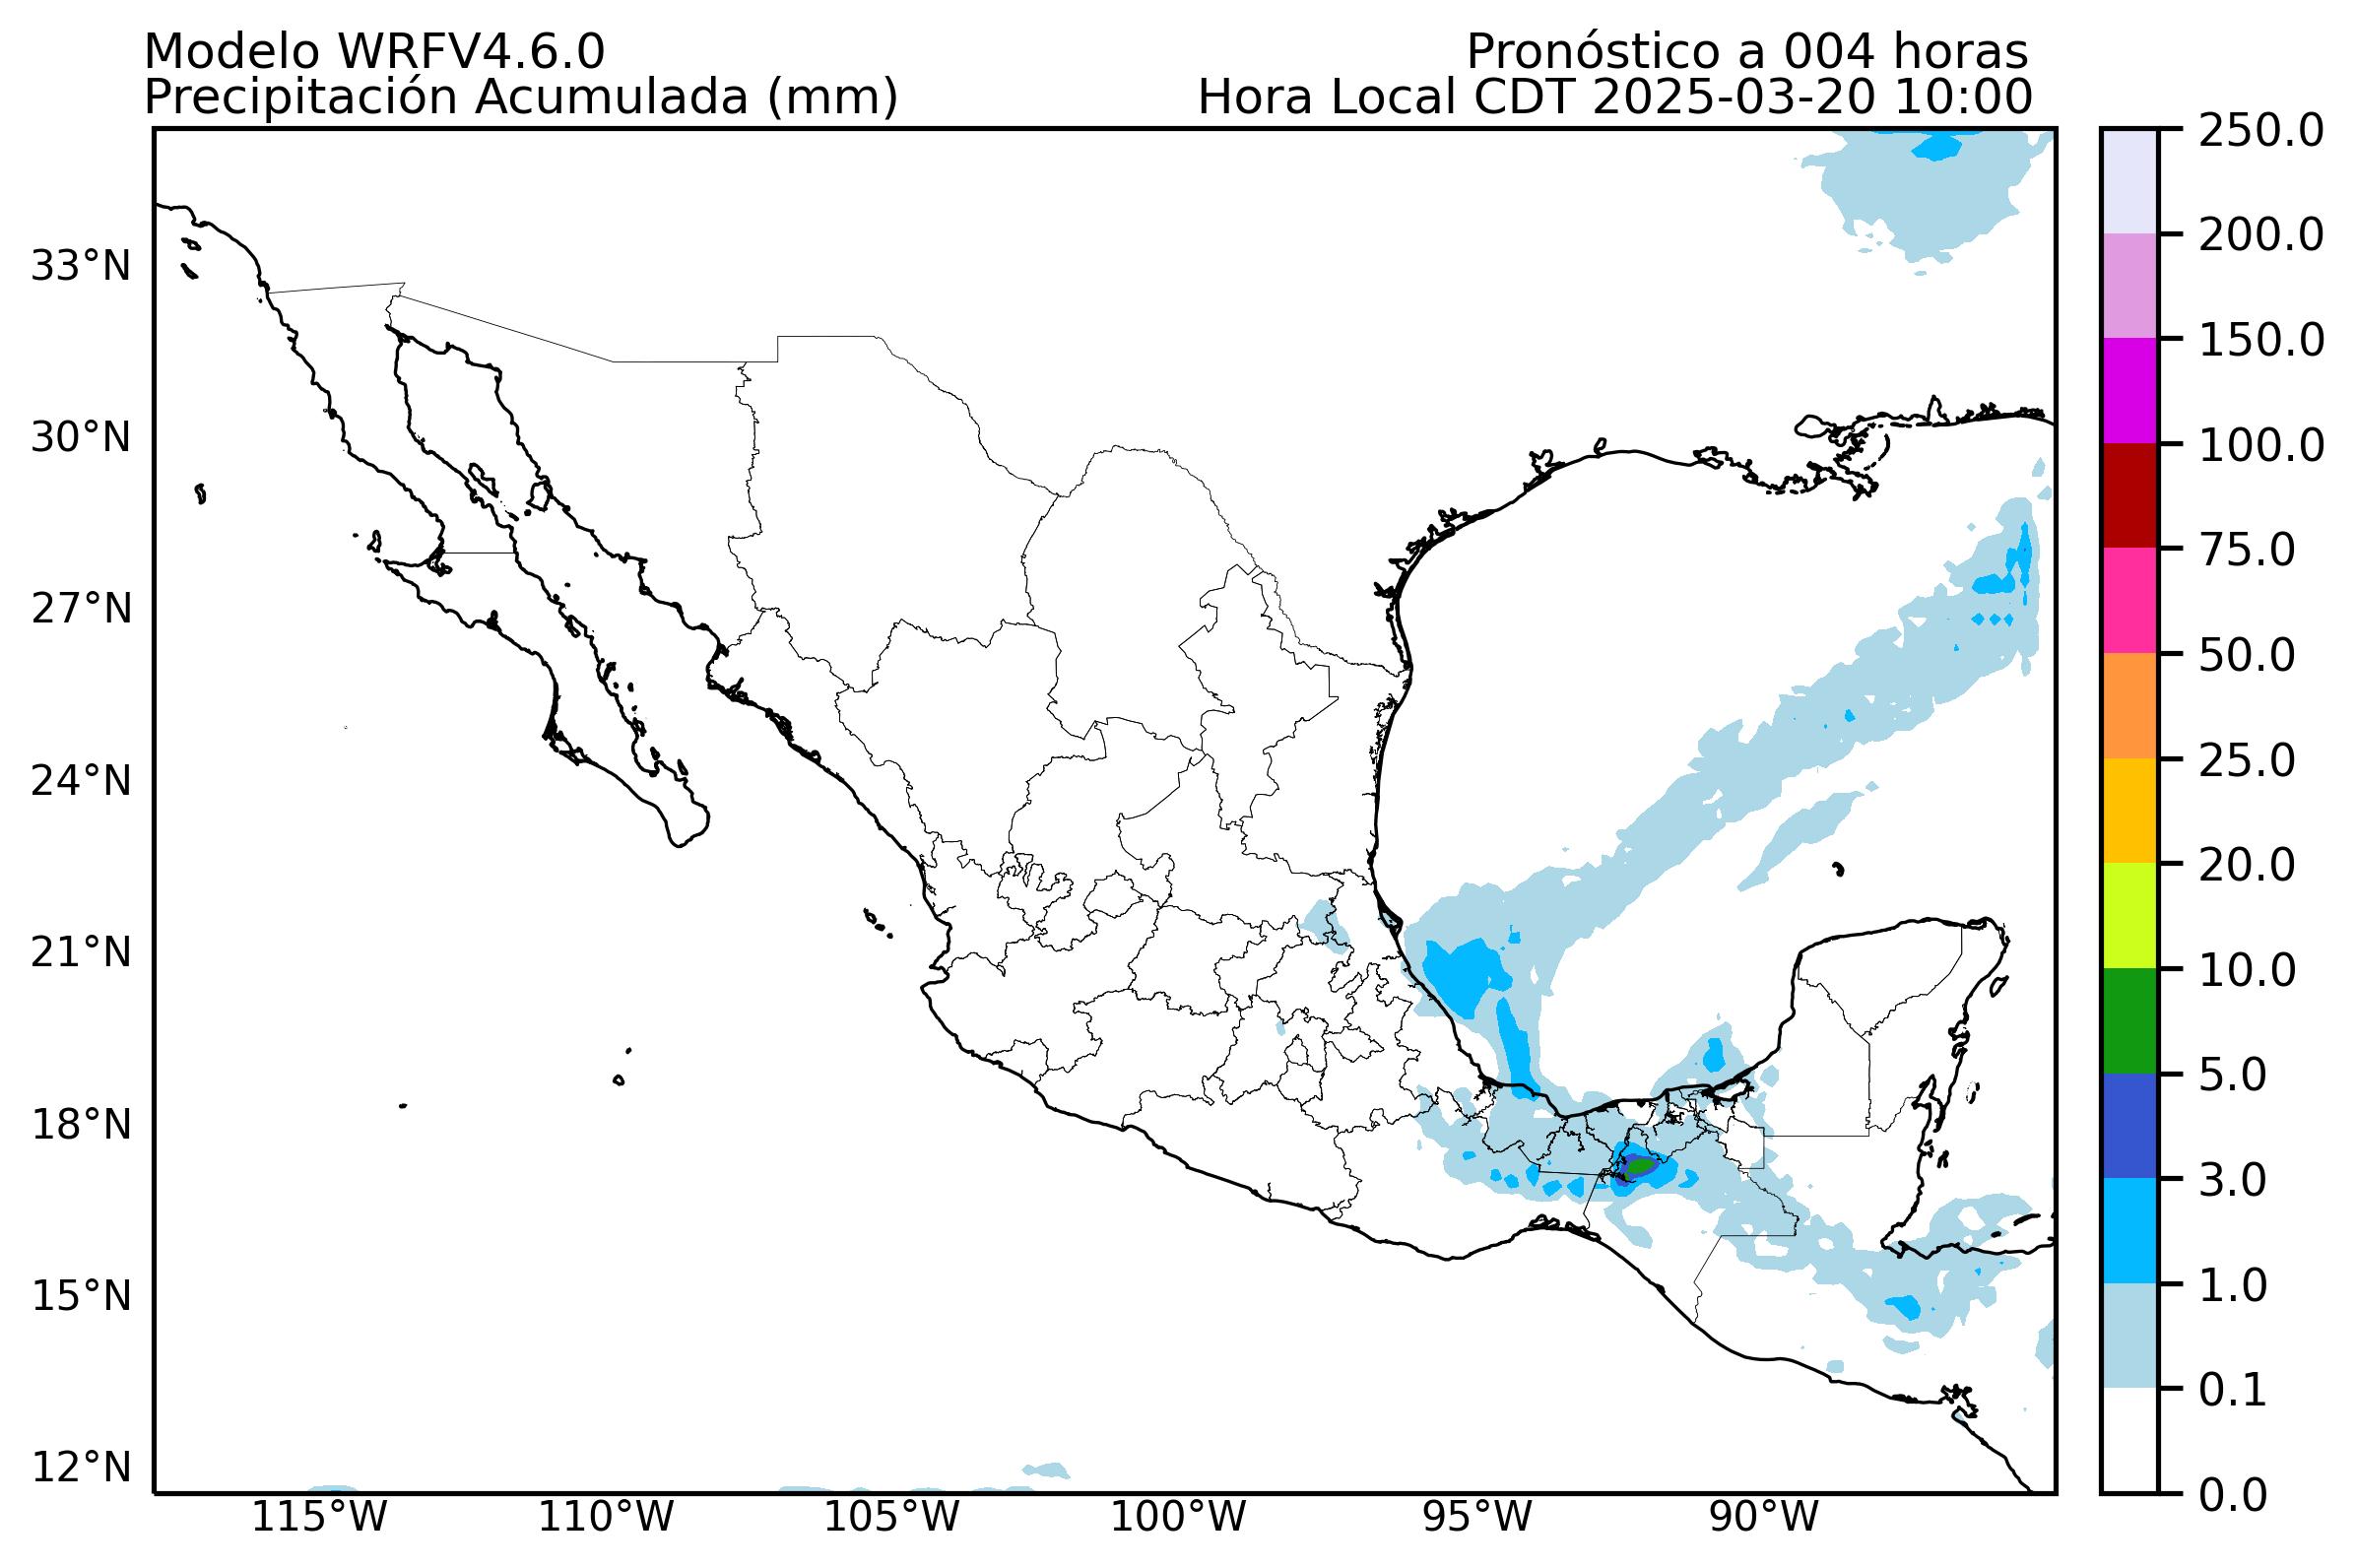 Modelo WRFV4.6.0
Pronóstico a 004 horas
Precipitación Acumulada (mm)
Hora Local CDT 2025-03-20 10:00
33°N
30°N
27°N
24°N
21°N
18°N
15°N
12°N
115°W
110°W
105°W
100°W
95°W
90°W
250.0
200.0
150.0
100.0
75.0
50.0
25.0
20.0
10.0
5.0
3.0
1.0
0.1
0.0